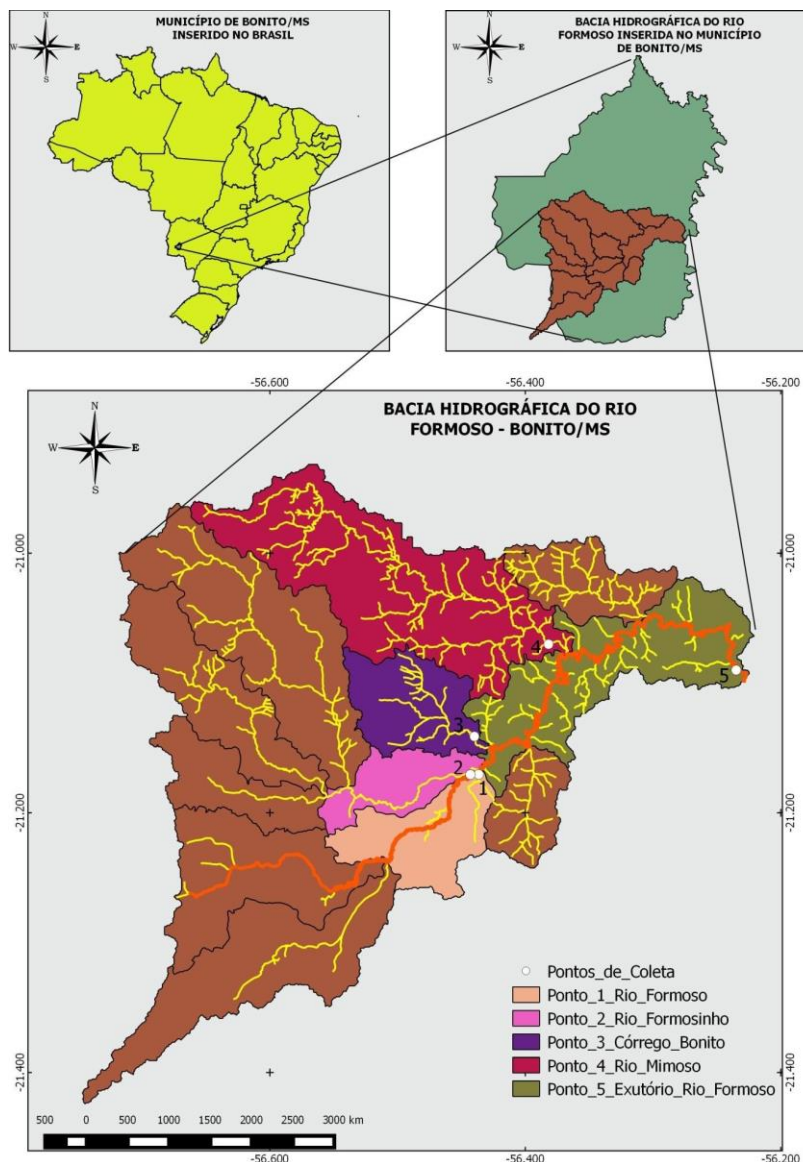 MUNICÍPIO DE BONITO/MS
INSERIDO NO BRASIL
N
W
E
S
BACIA HIDROGRÁFICA DO RIO
FORMOSO INSERIDA NO MUNICÍPIO
DE BONITO/MS
N
W
E
S
-56.600
-56.400
-56.200
BACIA HIDROGRÁFICA DO RIO
FORMOSO - BONITO/MS
N
W
E
S
-21.000
-21.000
4
5
3
2
1
-21.200
-21.200
Pontos_de_Coleta
Ponto_1_Rio_Formoso
Ponto_2_Rio_Formosinho
Ponto_3_Córrego_Bonito
Ponto_4_Rio_Mimoso
Ponto_5_Exutório_Rio_Formoso
-21.400
-21.400
500 0 500 1000 1500 2000 2500 3000 km
-56.600
-56.400
-56.200